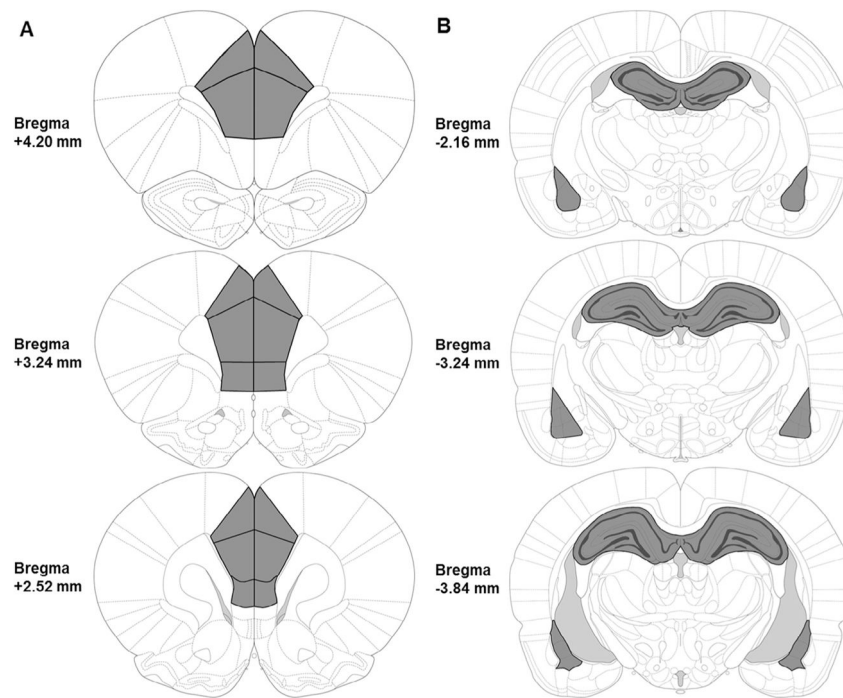 A
Bregma
+4.20 mm
Bregma
+3.24 mm
Bregma
+2.52 mm
B
Bregma
-2.16 mm
Bregma
-3.24 mm
Bregma
-3.84 mm